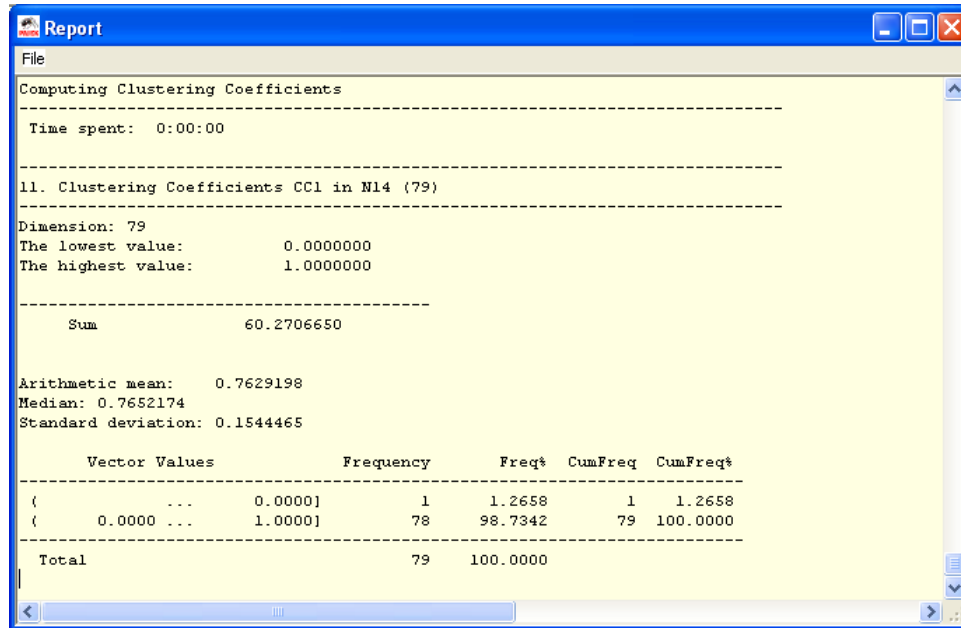 Report
File
Computing Clustering Coefficients
------------------------------------------------------------------------------
Time spent: 0:00:00
------------------------------------------------------------------------------
11. Clustering Coefficients CC1 in N14 (79)
------------------------------------------------------------------------------
Dimension: 79
The lowest value: 0.0000000
The highest value: 1.0000000
------------------------------------------
Sum 60.2706650
Arithmetic mean: 0.7629198
Median: 0.7652174
Standard deviation: 0.1544465
Vector Values Frequency Freq% CumFreq CumFreq%
--------------------------------------------------------------------------
( ... 0.0000] 1 1.2658 1 1.2658
( 0.0000 ... 1.0000] 78 98.7342 79 100.0000
--------------------------------------------------------------------------
Total 79 100.0000